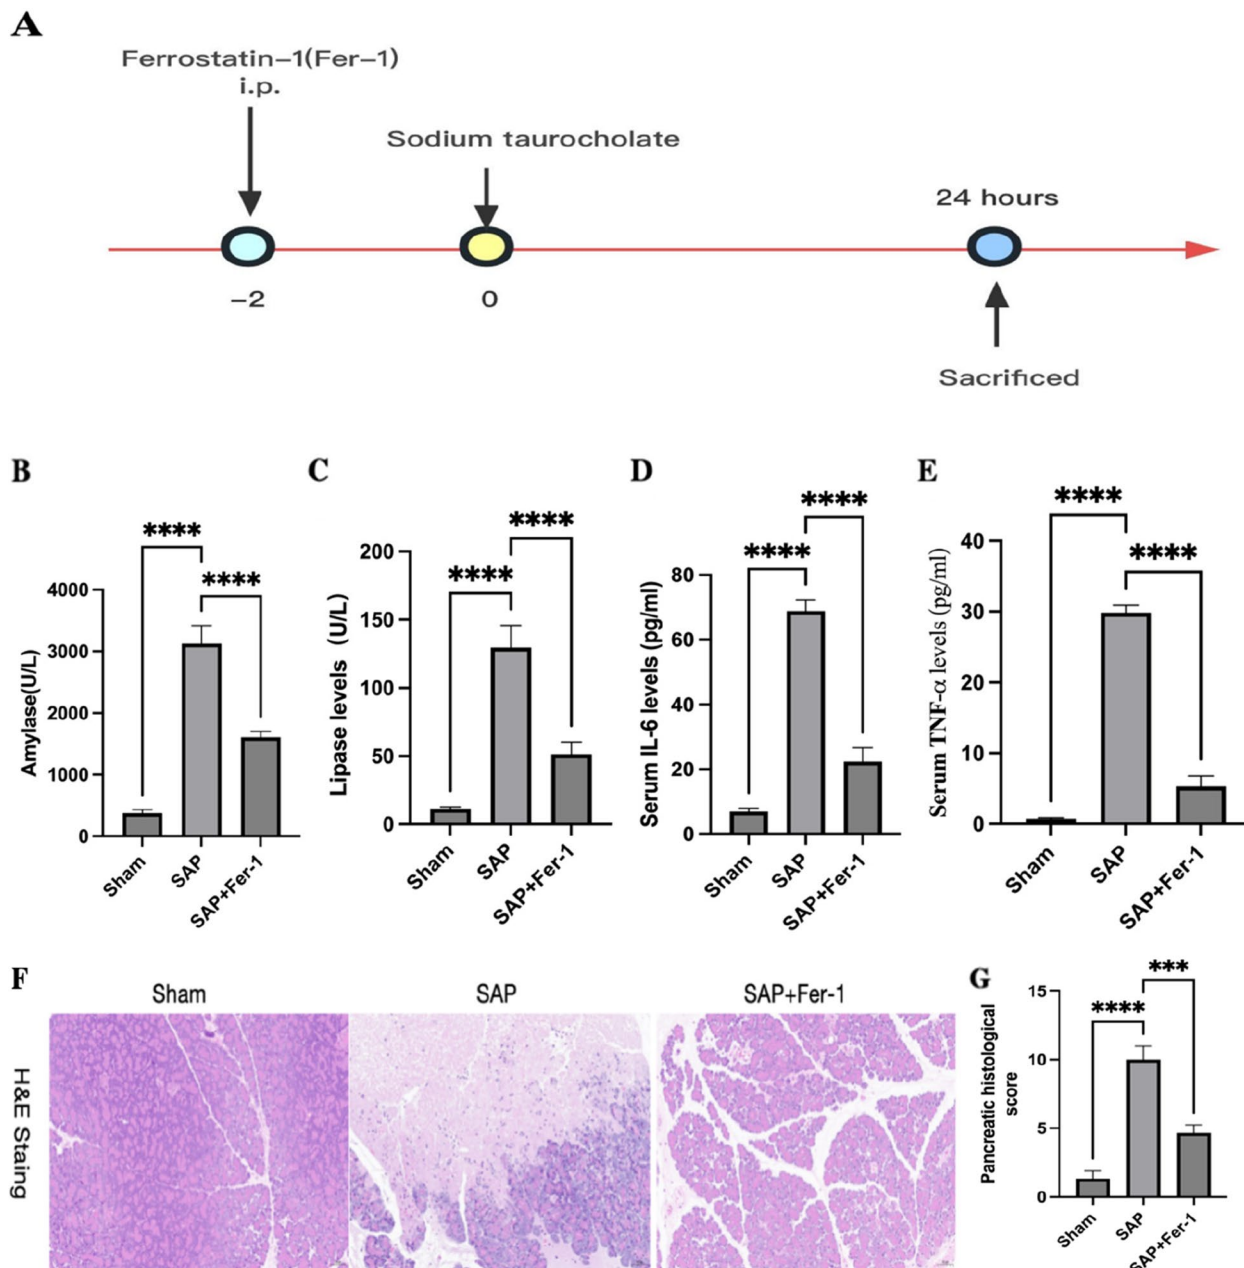 A
Ferrostatin–1(Fer–1)
i.p.
Sodium taurocholate
24 hours
–2
0
Sacrificed
B
****
****
4000
3000
2000
1000
0
Amylase(U/L)
Sham
SAP
SAP+Fer-1
C
****
****
200
150
100
50
0
Lipase levels (U/L)
Sham
SAP
SAP+Fer-1
D
****
****
80
60
40
20
0
Serum IL-6 levels (pg/ml)
Sham
SAP
SAP+Fer-1
E
****
****
40
30
20
10
0
Serum TNF-α levels (pg/ml)
Sham
SAP
SAP+Fer-1
F
Sham
SAP
SAP+Fer-1
H&E Staing
G
***
****
15
10
5
0
Pancreatic histological
score
Sham
SAP
SAP+Fer-1